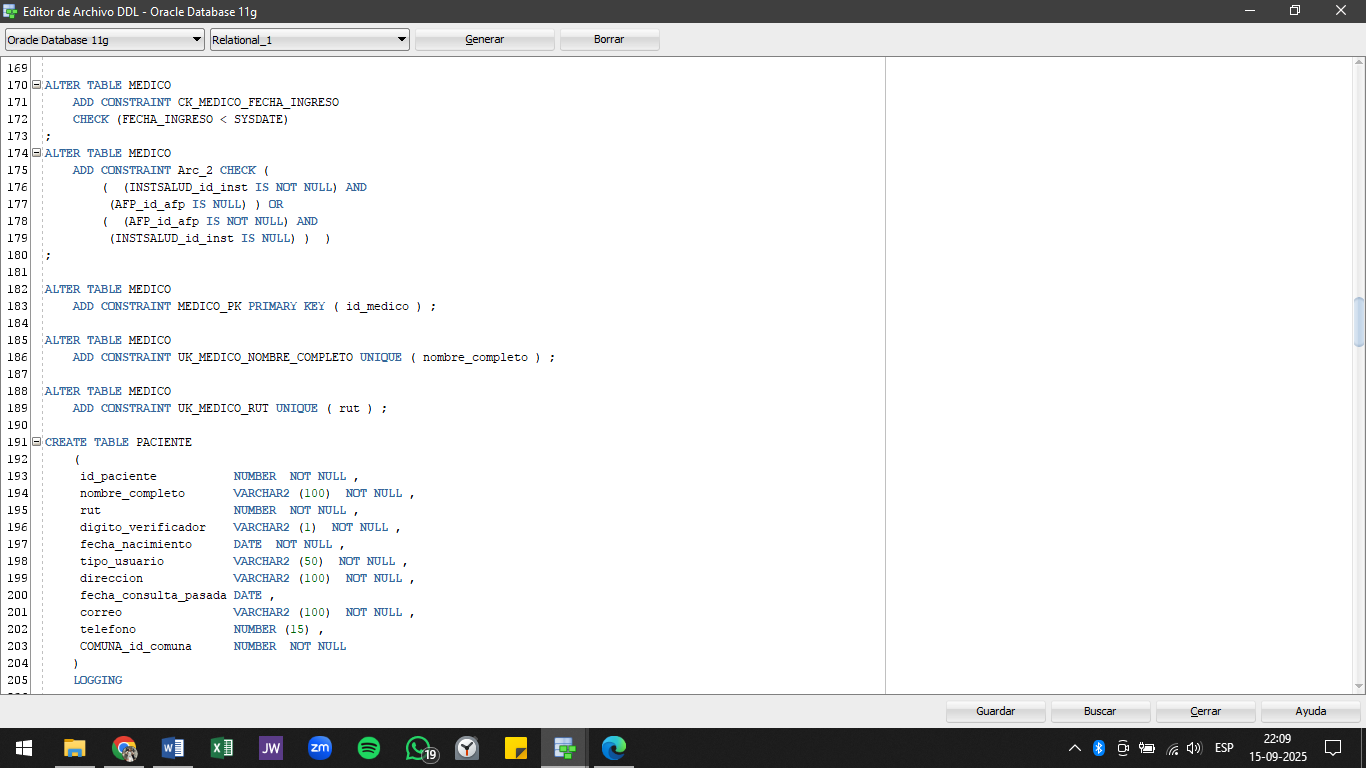 Editor de Archivo DDL - Oracle Database 11g
Oracle Database 11g Relational_1 Generar Borrar
169
170 ALTER TABLE MEDICO
171 ADD CONSTRAINT CK_MEDICO_FECHA_INGRESO
172 CHECK (FECHA_INGRESO < SYSDATE)
173 ;
174 ALTER TABLE MEDICO
175 ADD CONSTRAINT Arc_2 CHECK (
176 ( (INSTSALUD_id_inst IS NOT NULL) AND
177 (AFP_id_afp IS NULL) ) OR
178 ( (AFP_id_afp IS NOT NULL) AND
179 (INSTSALUD_id_inst IS NULL) ) )
180 ;
181
182 ALTER TABLE MEDICO
183 ADD CONSTRAINT MEDICO_PK PRIMARY KEY ( id_medico ) ;
184
185 ALTER TABLE MEDICO
186 ADD CONSTRAINT UK_MEDICO_NOMBRE_COMPLETO UNIQUE ( nombre_completo ) ;
187
188 ALTER TABLE MEDICO
189 ADD CONSTRAINT UK_MEDICO_RUT UNIQUE ( rut ) ;
190
191 CREATE TABLE PACIENTE
192 (
193 id_paciente NUMBER NOT NULL ,
194 nombre_completo VARCHAR2 (100) NOT NULL ,
195 rut NUMBER NOT NULL ,
196 digito_verificador VARCHAR2 (1) NOT NULL ,
197 fecha_nacimiento DATE NOT NULL ,
198 tipo_usuario VARCHAR2 (50) NOT NULL ,
199 direccion VARCHAR2 (100) NOT NULL ,
200 fecha_consulta_pasada DATE ,
201 correo VARCHAR2 (100) NOT NULL ,
202 telefono NUMBER (15) ,
203 COMUNA_id_comuna NUMBER NOT NULL
204 )
205 LOGGING
Guardar Buscar Cerrar Ayuda
JW zm 19 ESP 22:09
15-09-2025